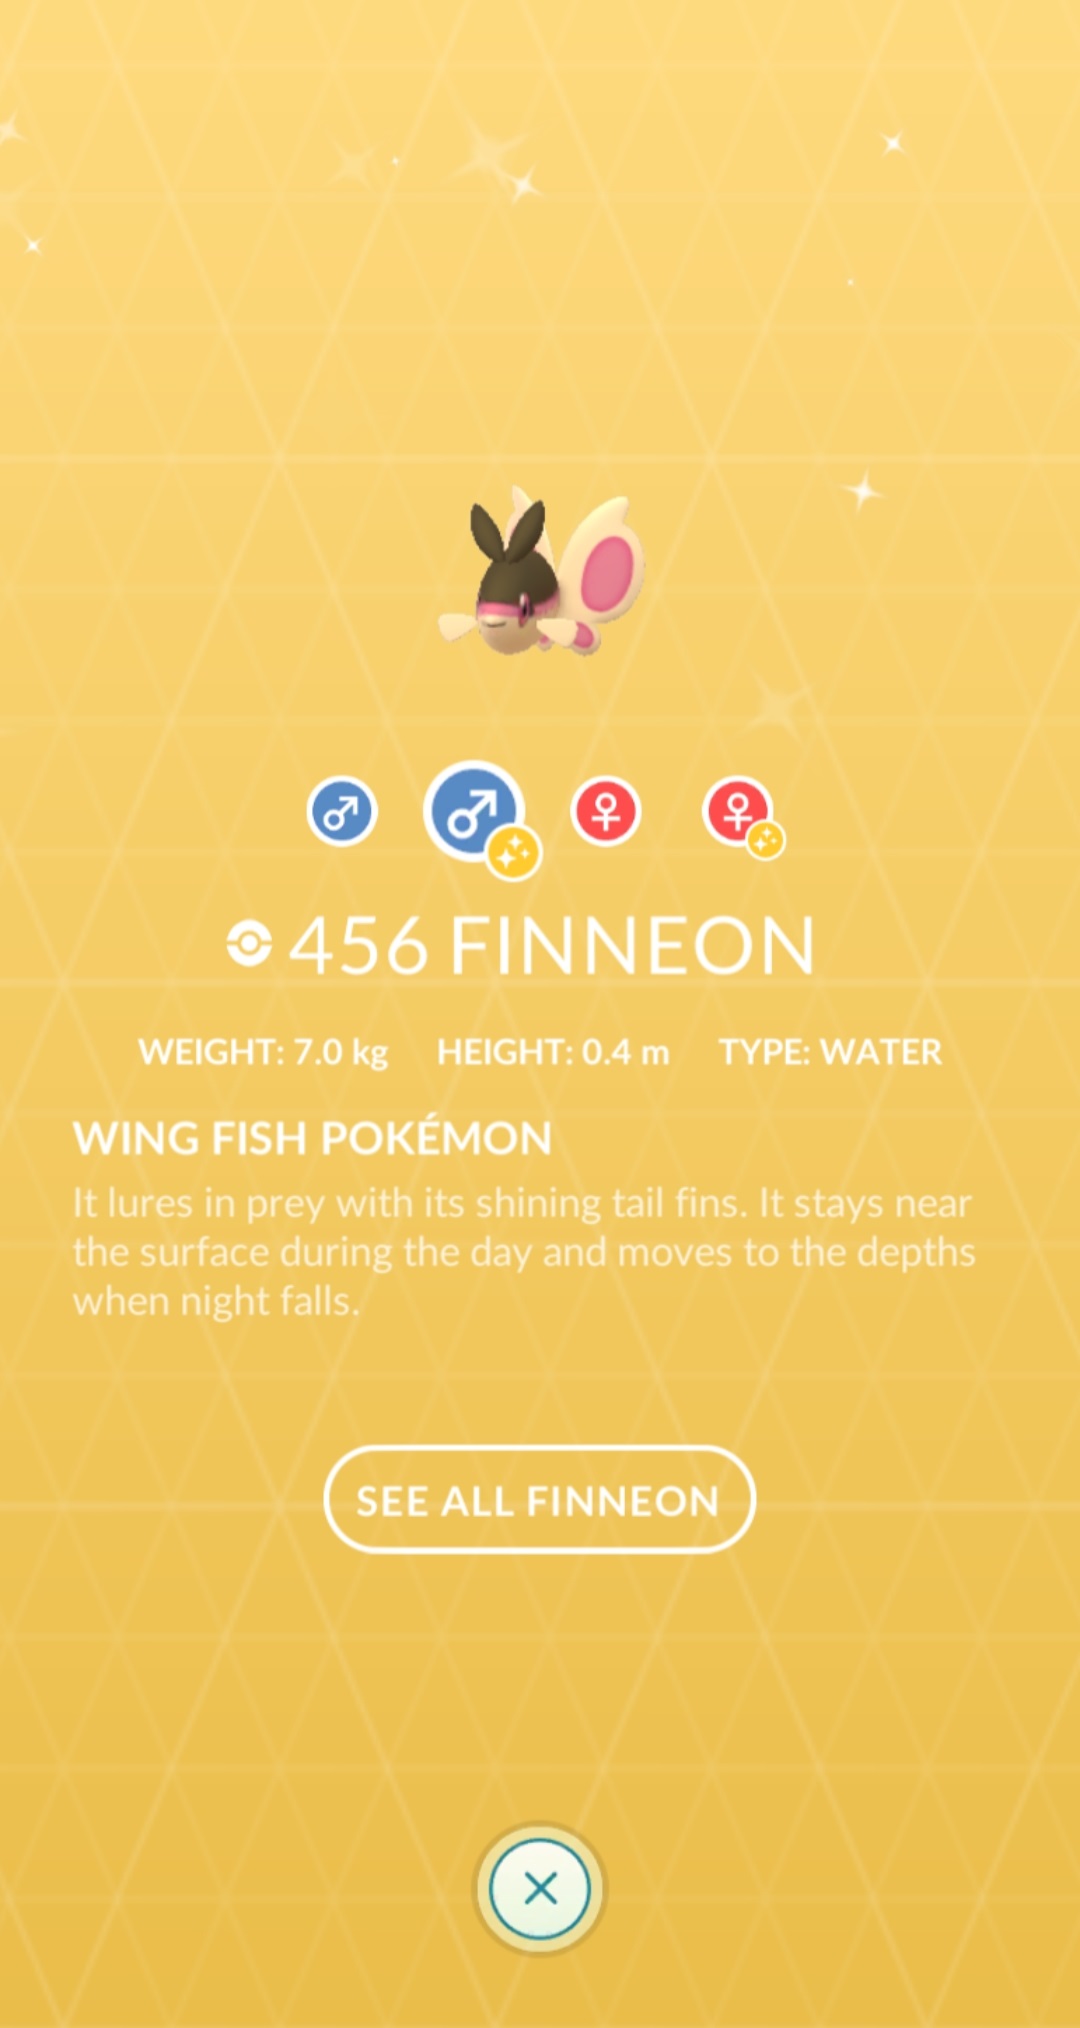 456 FINNEON
WEIGHT: 7.0 kg HEIGHT: 0.4 m TYPE: WATER
WING FISH POKÉMON
It lures in prey with its shining tail fins. It stays near
the surface during the day and moves to the depths
when night falls.
SEE ALL FINNEON